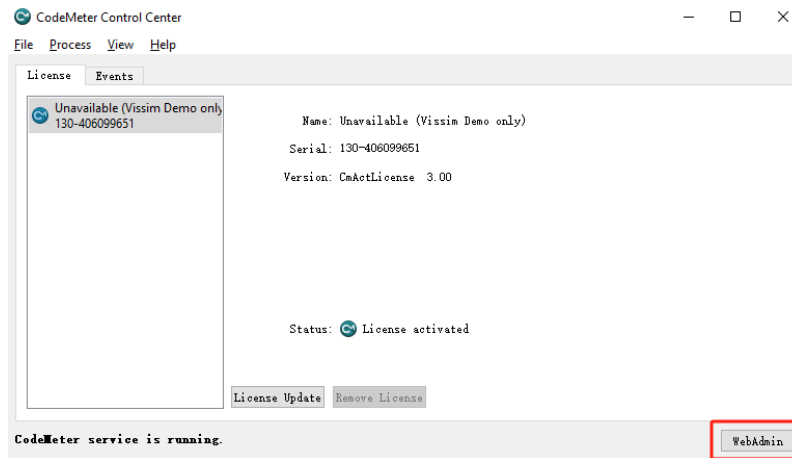 CodeMeter Control Center
File Process View Help
License Events
Unavailable (Vissim Demo only
130-406099651
Name: Unavailable (Vissim Demo only)
Serial: 130-406099651
Version: CmActLicense 3.00
Status: License activated
License Update Remove License
CodeMeter service is running.
WebAdmin